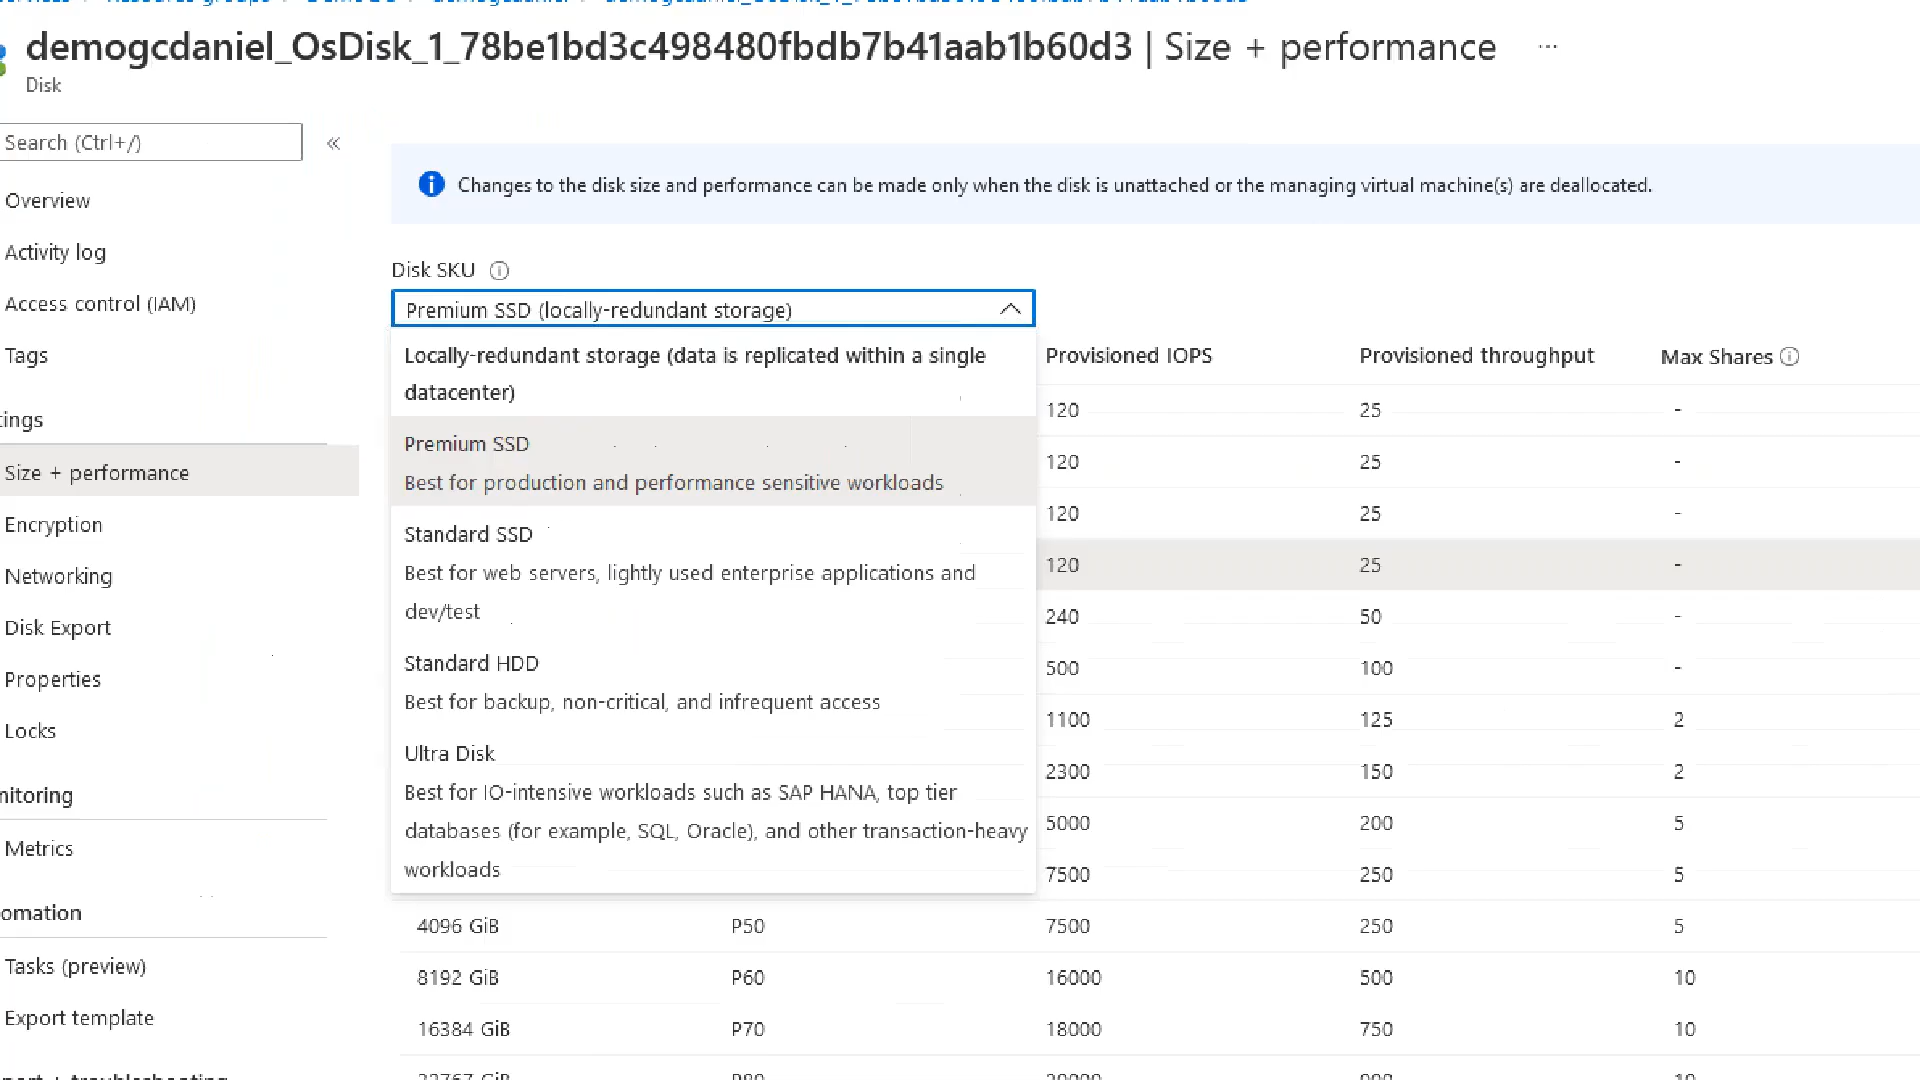 demogcdaniel_OsDisk_1_78be1bd3c498480fbdb7b41aab1b60d3 | Size + performance ...
Disk
Search (Ctrl+/)
«
Overview
Activity log
Access control (IAM)
Tags
tings
Size + performance
Encryption
Networking
Disk Export
Properties
Locks
nitoring
Metrics
omation
Tasks (preview)
Export template
Changes to the disk size and performance can be made only when the disk is unattached or the managing virtual machine(s) are deallocated.
Disk SKU
Premium SSD (locally-redundant storage)
Locally-redundant storage (data is replicated within a single
datacenter)
Premium SSD
Best for production and performance sensitive workloads
Standard SSD
Best for web servers, lightly used enterprise applications and
dev/test
Standard HDD
Best for backup, non-critical, and infrequent access
Ultra Disk
Best for IO-intensive workloads such as SAP HANA, top tier
databases (for example, SQL, Oracle), and other transaction-heavy
workloads
Provisioned IOPS Provisioned throughput Max Shares
120 25 -
120 25 -
120 25 -
120 25 -
240 50 -
500 100 -
1100 125 2
2300 150 2
5000 200 5
7500 250 5
4096 GiB P50 7500 250 5
8192 GiB P60 16000 500 10
16384 GiB P70 18000 750 10